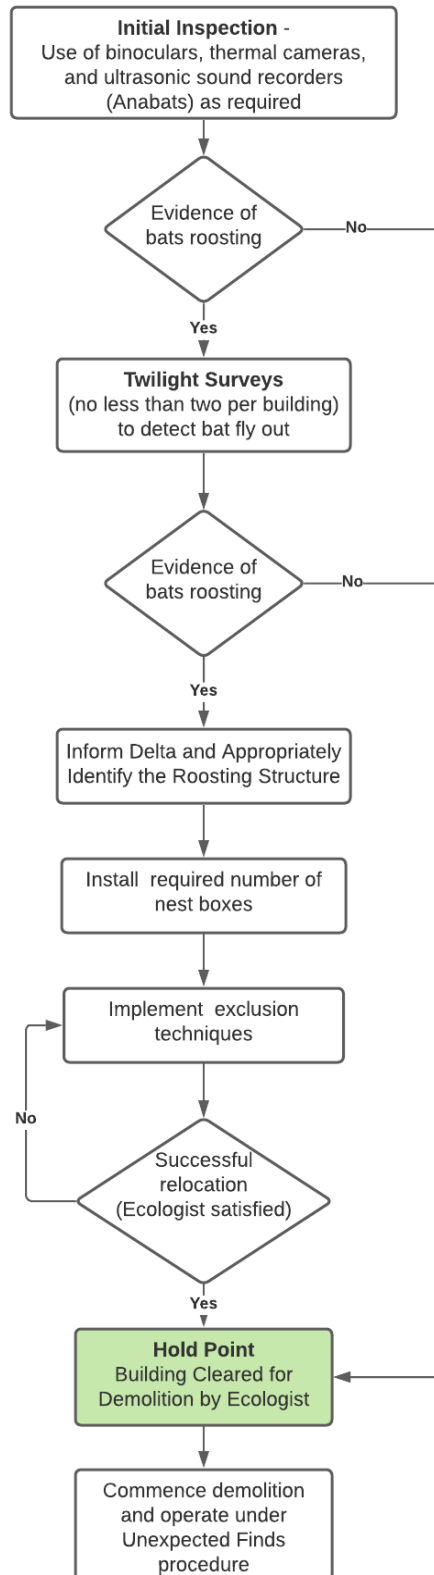 Initial Inspection -
Use of binoculars, thermal cameras,
and ultrasonic sound recorders
(Anabats) as required
Evidence of
bats roosting
No
Yes
Twilight Surveys
(no less than two per building)
to detect bat fly out
Evidence of
bats roosting
No
Yes
Inform Delta and Appropriately
Identify the Roosting Structure
Install required number of
nest boxes
Implement exclusion
techniques
No
Successful
relocation
(Ecologist satisfied)
Yes
Hold Point
Building Cleared for
Demolition by Ecologist
Commence demolition
and operate under
Unexpected Finds
procedure